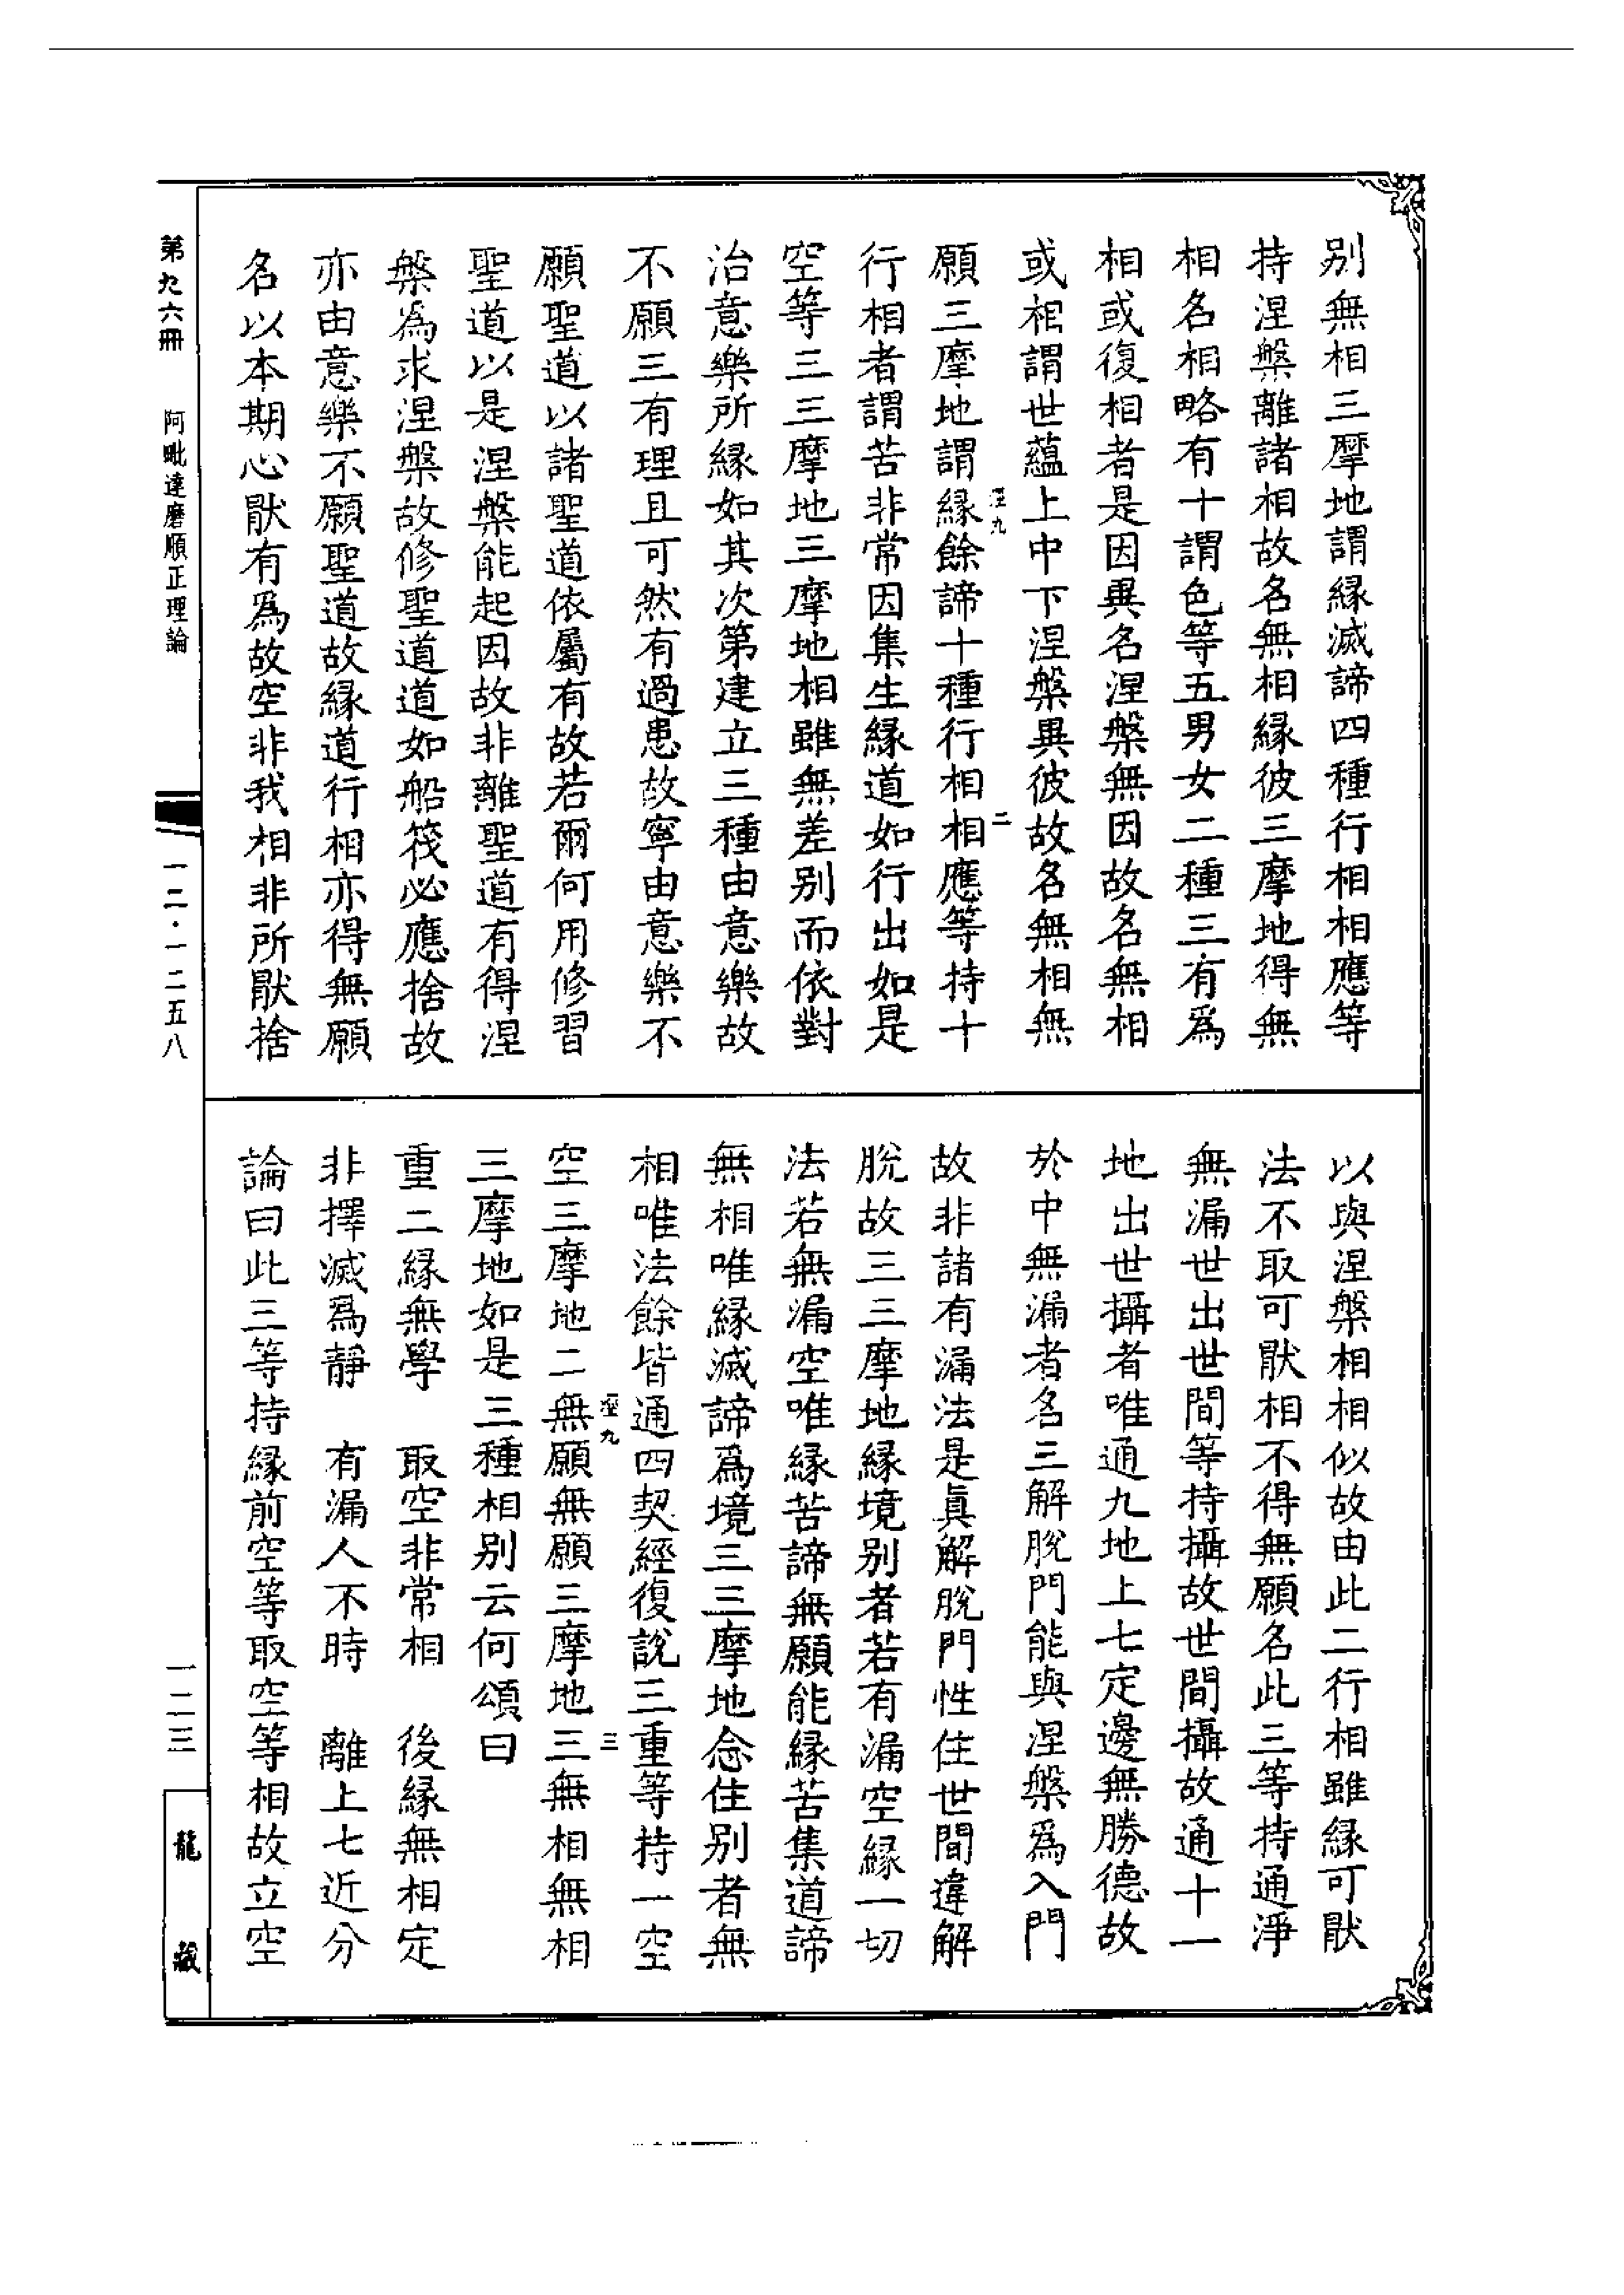 别無相三摩地謂緣滅諦四種行相相應等
持涅槃離諸相故名無相緣彼三摩地得無
相名相略有十謂色等五男女二種三有爲
相或復相者是因異名涅槃無因故名無相
或相謂世蘊上中下涅槃異彼故名無相無
願三摩地謂緣餘諦十種行相相應等持十
行相者謂苦非常因集生緣道如行出如是
空等三三摩地三摩地相雖無差别而依對
治意樂所緣如其次第建立三種由意樂故
不願三有理且可然有過患故寧由意樂不
願聖道以諸聖道依屬有故若爾何用修習
聖道以是涅槃能起因故非離聖道有得涅
槃爲求涅槃故修聖道道如船筏必應捨故
亦由意樂不願聖道故緣道行相亦得無願
名以本期心厭有爲故空非我相非所厭捨
以與涅槃相相似故由此二行相雖緣可厭
法不取可厭相不得無願名此三等持通淨
無漏世出世間等持攝故世間攝故通十一
地出世攝者唯通九地上七定邊無勝德故
於中無漏者名三解脫門能與涅槃爲入門
故非諸有漏法是眞解脫門性住世間違解
脫故三三摩地緣境别者若有漏空緣一切
法若無漏空唯緣苦諦無願能緣苦集道諦
無相唯緣滅諦爲境三三摩地念住别者無
相唯法餘皆通四契經復說三重等持一空
空三摩地二無願無願三摩地三無相無相
三摩地如是三種相别云何頌曰
重二緣無學　取空非常相　後緣無相定
非擇滅爲靜　有漏人不時　離上七近分
論曰此三等持緣前空等取空等相故立空
二
九
三
第九六冊　阿毗達磨順正理論
一二·一二五八
一二三
龍藏